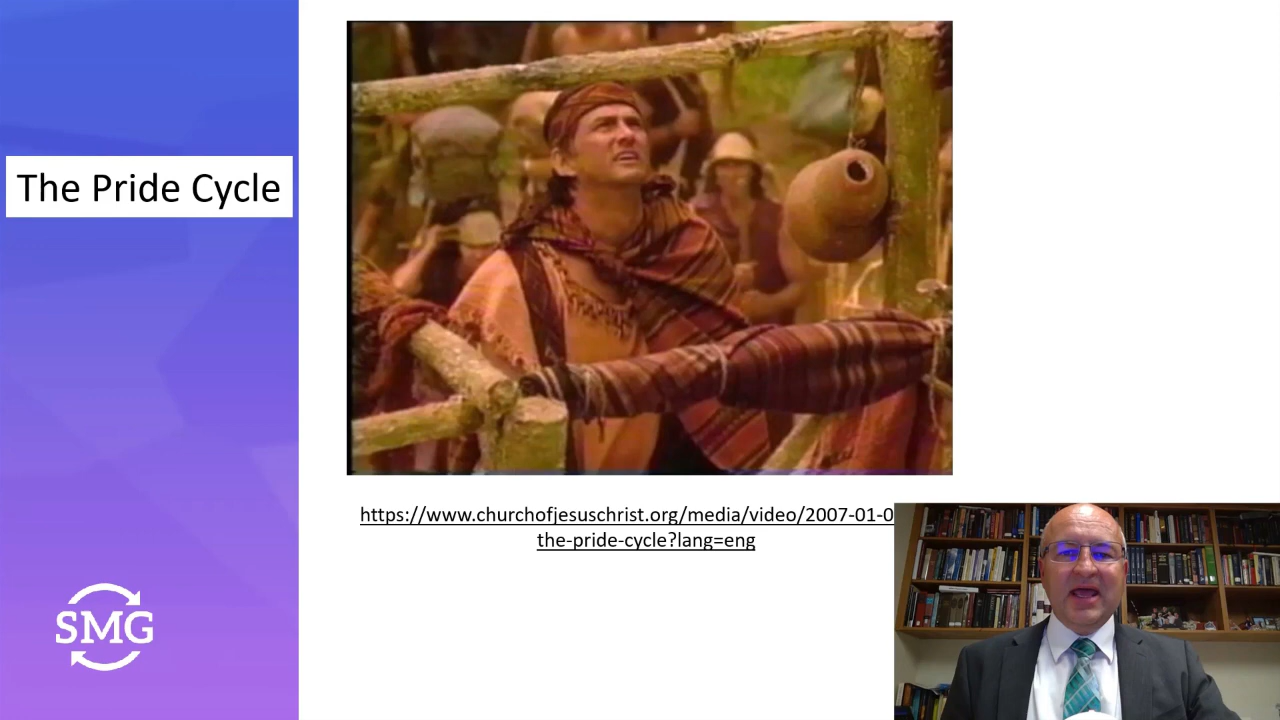 The Pride Cycle
https://www.churchofjesuschrist.org/media/video/2007-01-0
the-pride-cycle?lang=eng
SMG